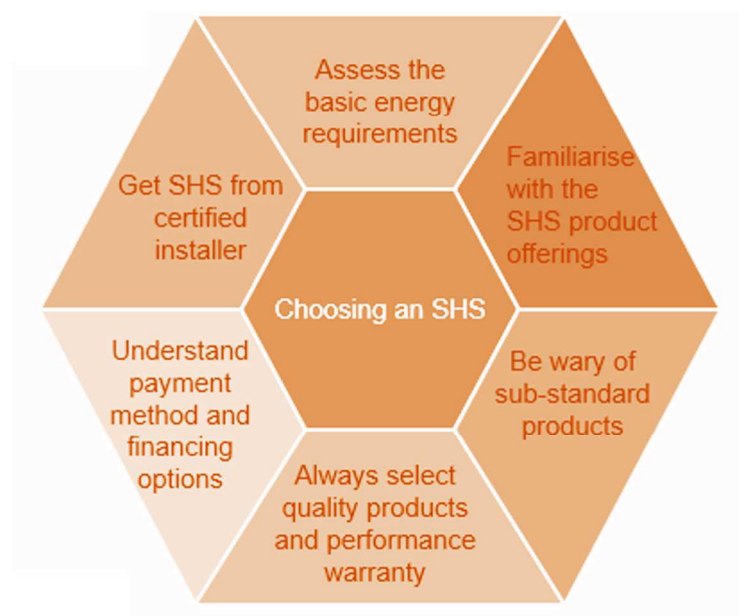 Assess the
basic energy
requirements
Familiarise
with the
SHS product
offerings
Be wary of
sub-standard
products
Always select
quality products
and performance
warranty
Understand
payment
method and
financing
options
Get SHS from
certified
installer
Choosing an SHS